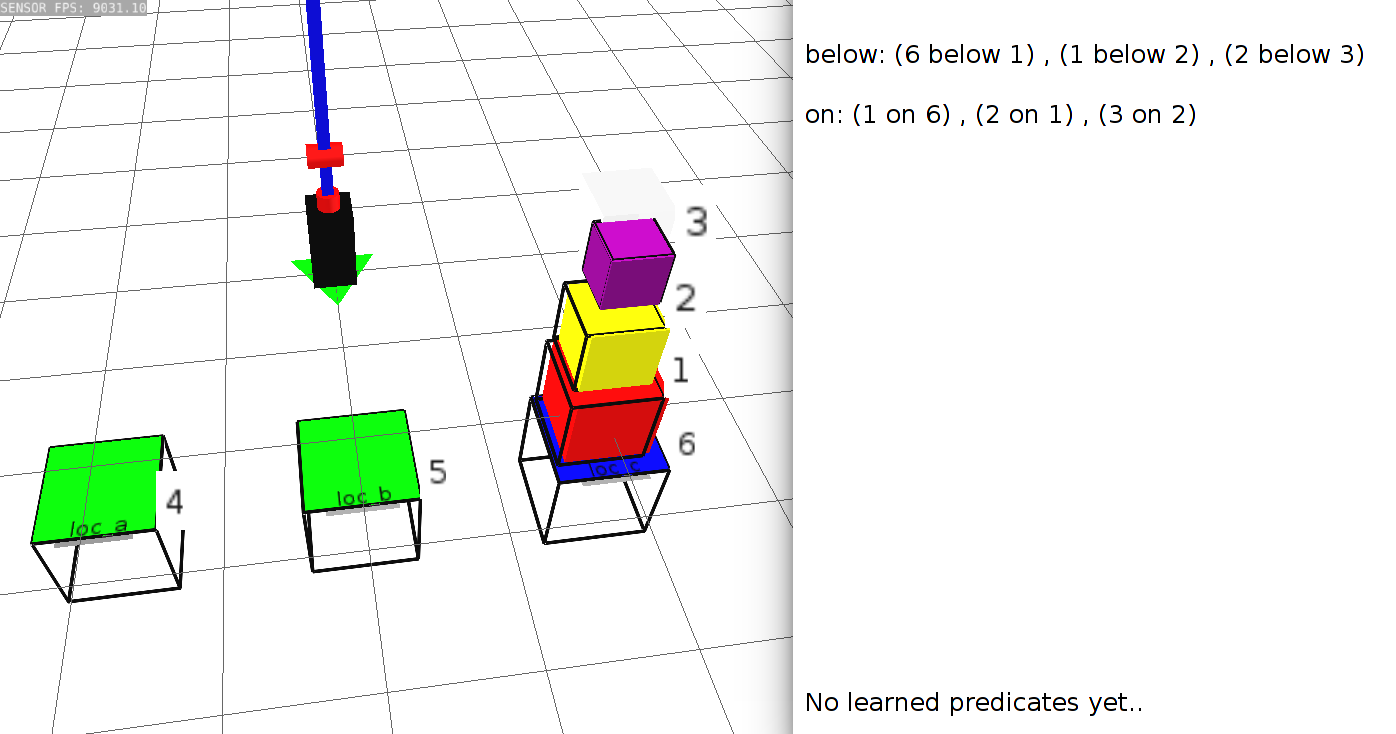 SENSOR FPS: 9031.10
below: (6 below 1) , (1 below 2) , (2 below 3)
on: (1 on 6) , (2 on 1) , (3 on 2)
3
2
1
6
5
4
loc_c
loc_b
loc_a
No learned predicates yet..